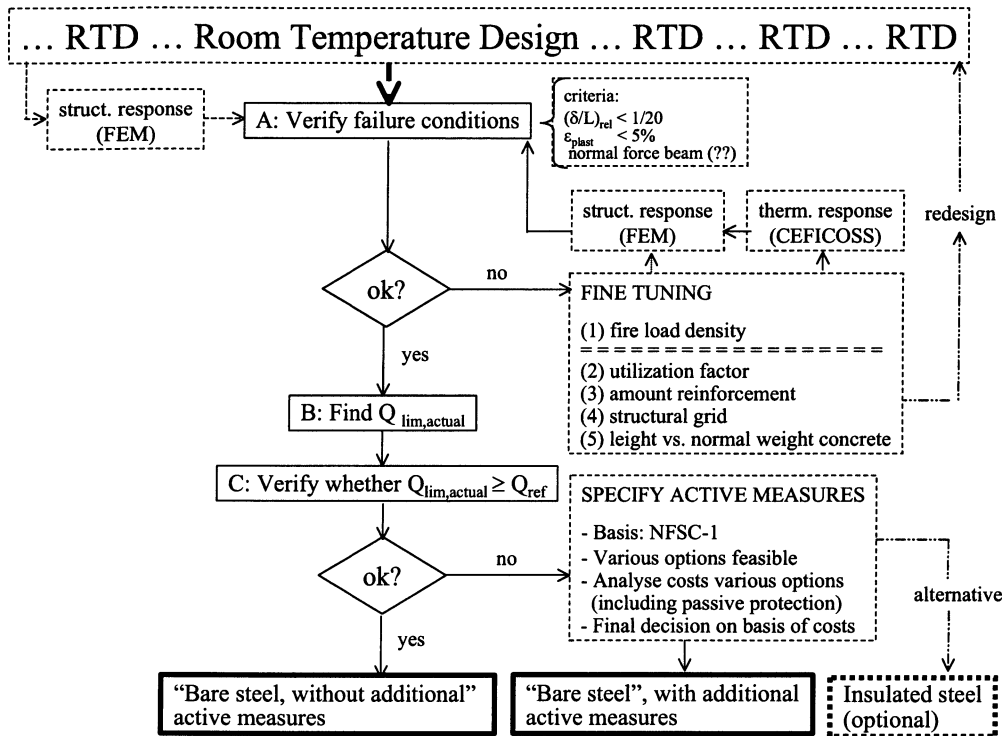 ... RTD ... Room Temperature Design ... RTD ... RTD ... RTD
struct. response
(FEM)
A: Verify failure conditions
criteria:
(δ/L)rel < 1/20
εplast < 5%
normal force beam (??)
struct. response
(FEM)
therm. response
(CEFICOSS)
redesign
ok?
no
yes
FINE TUNING
(1) fire load density
====================
(2) utilization factor
(3) amount reinforcement
(4) structural grid
(5) leight vs. normal weight concrete
B: Find Q lim,actual
C: Verify whether Qlim,actual ≥ Qref
ok?
no
yes
SPECIFY ACTIVE MEASURES
- Basis: NFSC-1
- Various options feasible
- Analyse costs various options
(including passive protection)
- Final decision on basis of costs
alternative
“Bare steel, without additional”
active measures
“Bare steel”, with additional
active measures
Insulated steel
(optional)